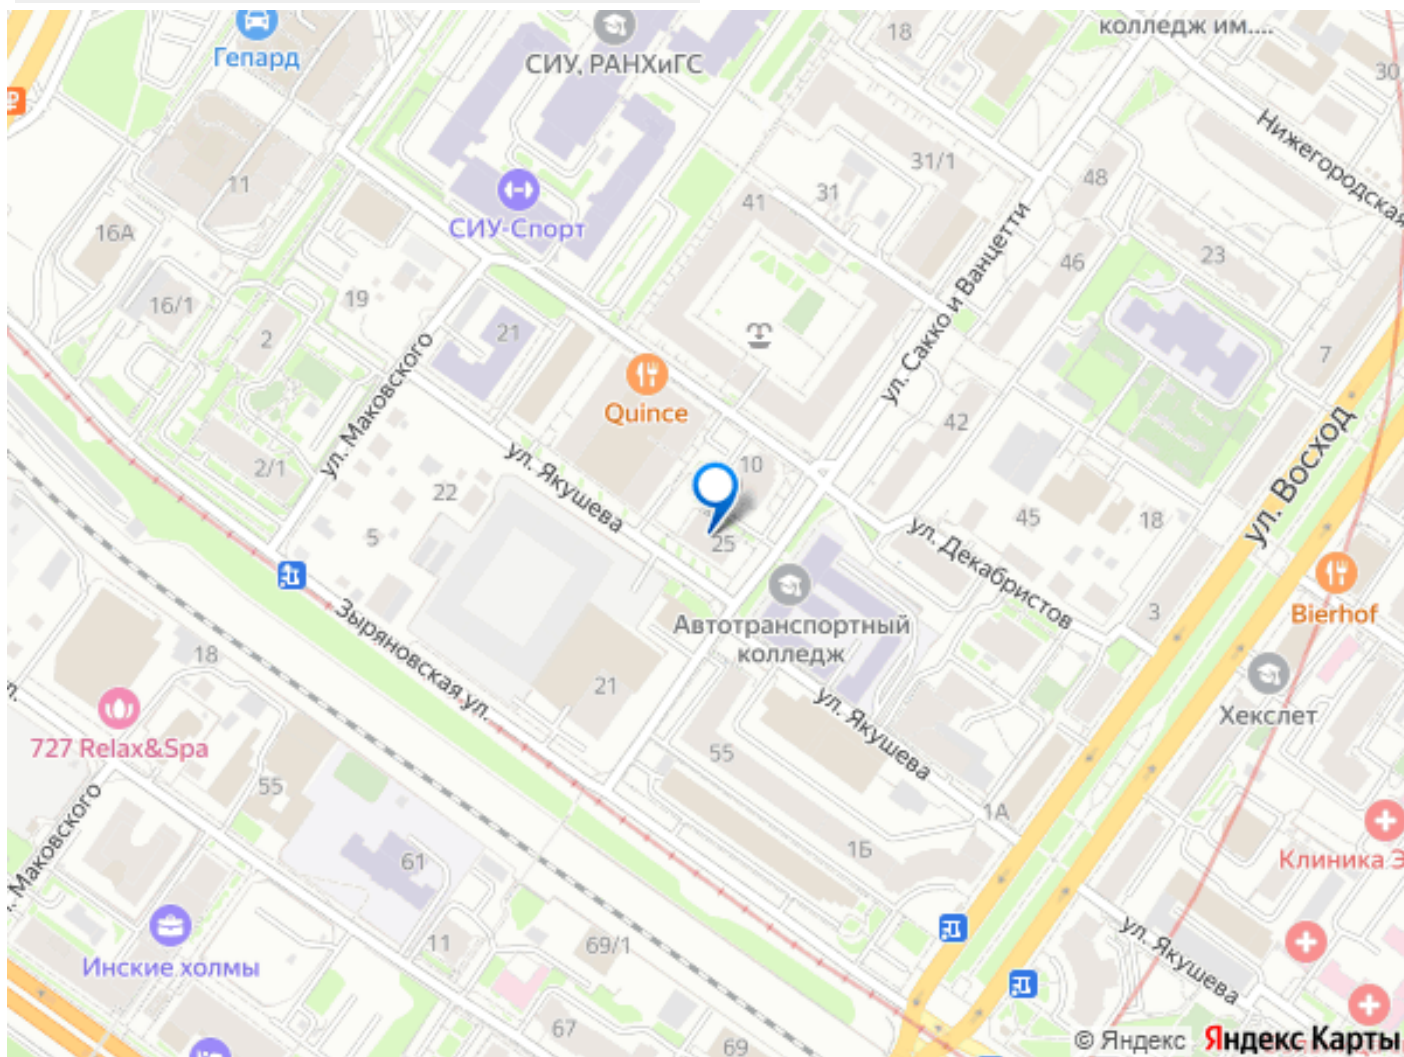 колледж им....
18
Гепард
СИУ, РАНХиГС
30
Нижегородская
31/1
11
48
31
41
СИУ-Спорт
16А
ул. Сакко и Ванцетти
46
23
16/1
19
2
21
7
ул. Маковского
Quince
42
ул. Восход
2/1
ул. Якушева
10
22
45
18
5
25
ул. Декабристов
3
Bierhof
Автотранспортный
колледж
Зыряновская ул.
18
21
ул. Якушева
Хекслет
727 Relax&Spa
55
55
1А
Маковского
1Б
61
Клиника Э
11
69/1
ул. Якушева
Инские холмы
67
69
© Яндекс
Яндекс Карты